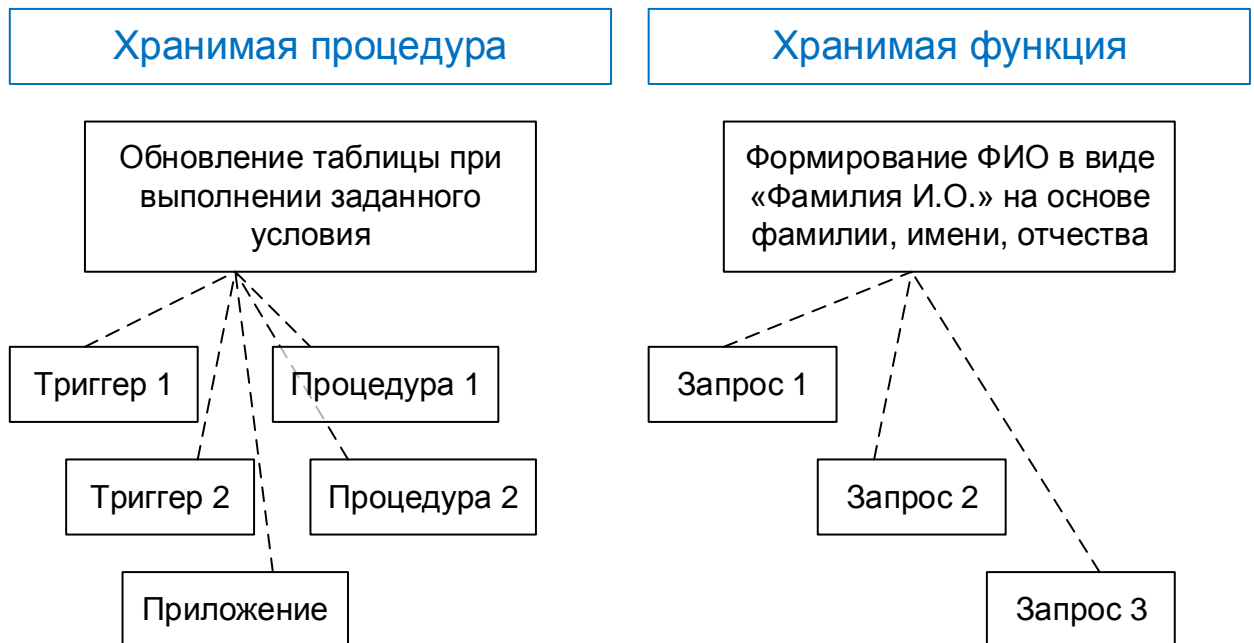 Хранимая процедура
Хранимая функция
Обновление таблицы при
выполнении заданного
условия
Формирование ФИО в виде
«Фамилия И.О.» на основе
фамилии, имени, отчества
Триггер 1
Процедура 1
Запрос 1
Триггер 2
Процедура 2
Запрос 2
Приложение
Запрос 3